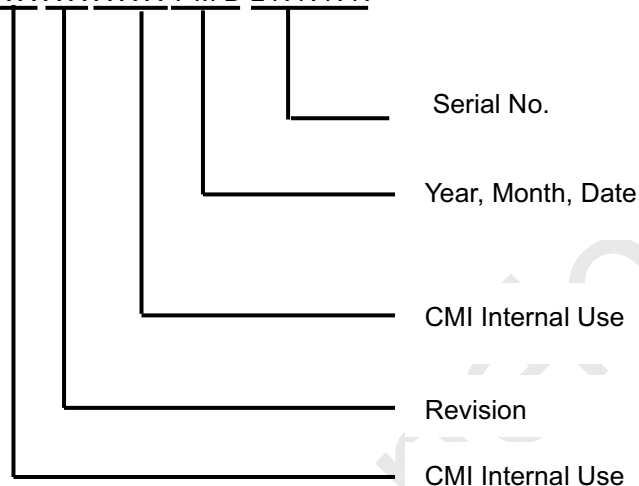 Serial No.
Year, Month, Date
CMI Internal Use
Revision
CMI Internal Use